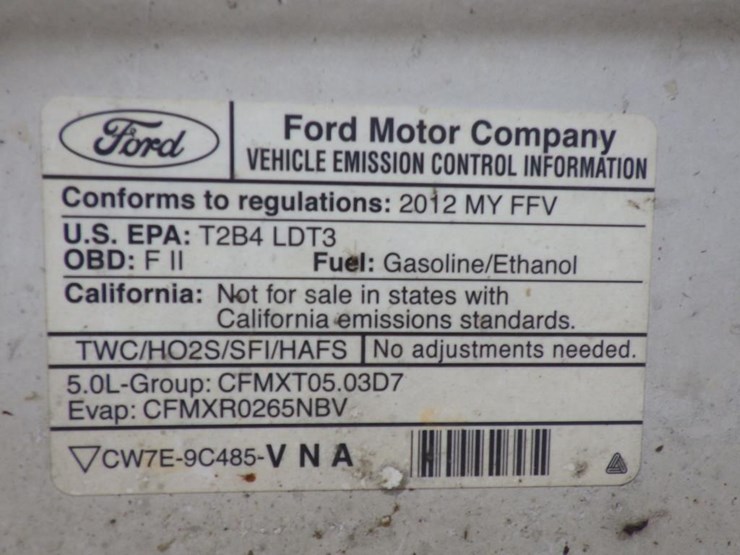 Ford
Ford Motor Company
VEHICLE EMISSION CONTROL INFORMATION
Conforms to regulations: 2012 MY FFV
U.S. EPA: T2B4 LDT3
OBD: F II Fuel: Gasoline/Ethanol
California: Not for sale in states with
California emissions standards.
TWC/HO2S/SFI/HAFS No adjustments needed.
5.0L-Group: CFMXT05.03D7
Evap: CFMXR0265NBV
CW7E-9C485-V N A